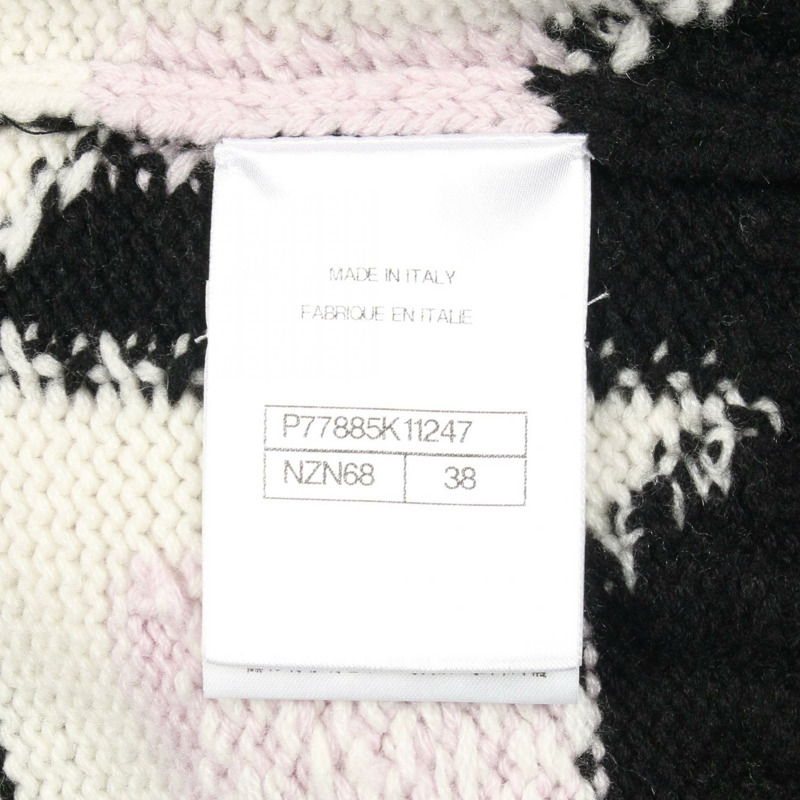 MADE IN ITALY
FABRIQUE EN ITALIE
P77885K11247
NZN68 38